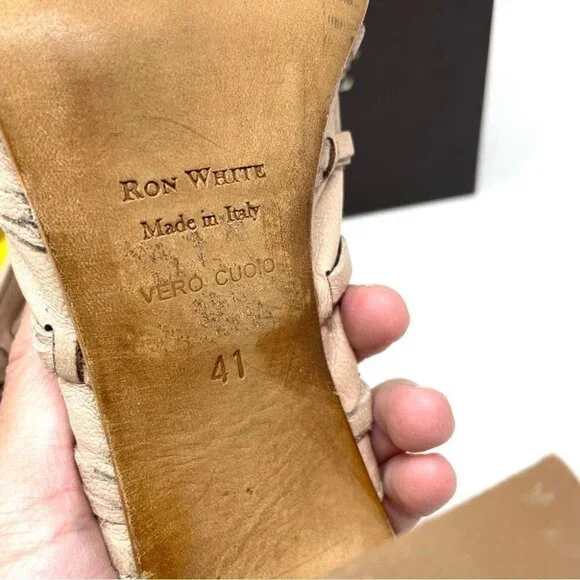 RON WHITE
Made in Italy
VERO CUOIO
41